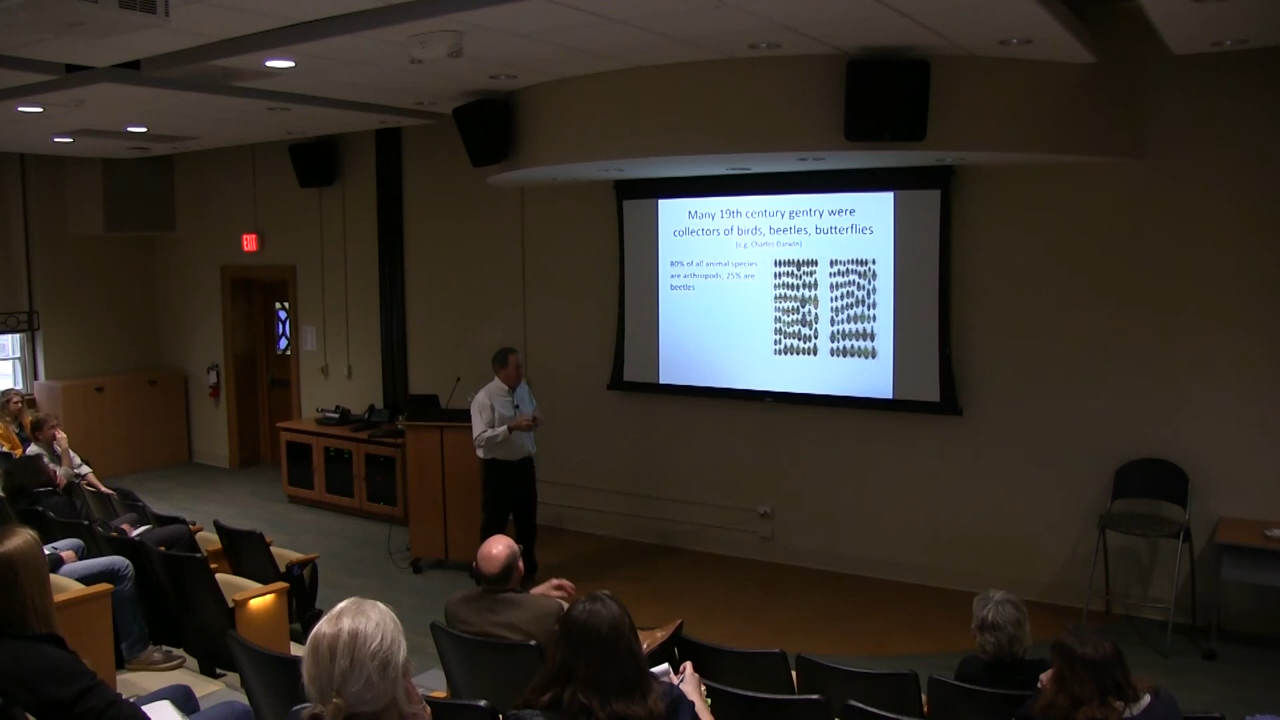 EXIT
Many 19th century gentry were
collectors of birds, beetles, butterflies
(e.g. Charles Darwin)
80% of all animal species
are arthropods; 25% are
beetles